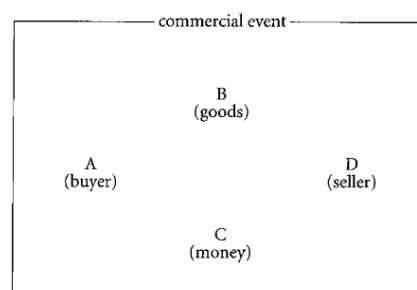 commercial event
B
(goods)
A
(buyer)
D
(seller)
C
(money)